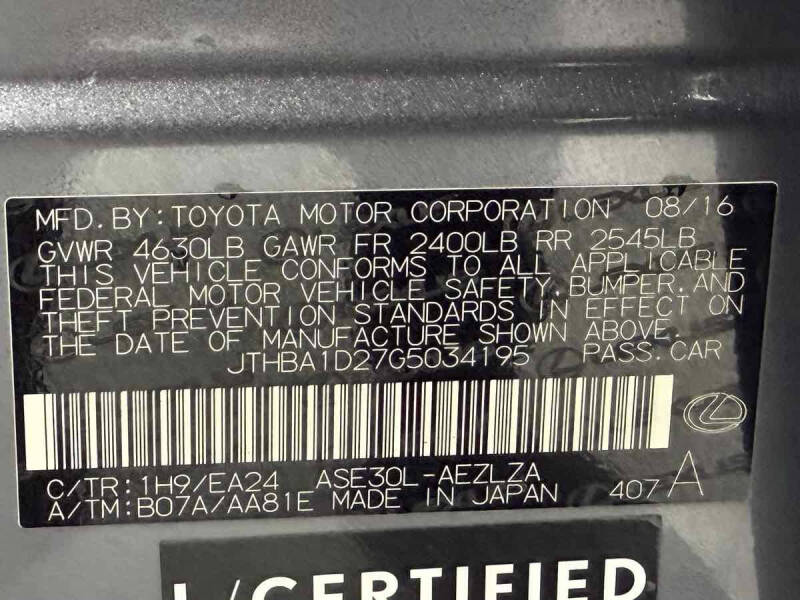 MFD. BY: TOYOTA MOTOR CORPORATION 08/16
GVWR 4630LB GAWR FR 2400LB RR 2545LB
THIS VEHICLE CONFORMS TO ALL APPLICABLE
FEDERAL MOTOR VEHICLE SAFETY, BUMPER, AND
THEFT PREVENTION STANDARDS IN EFFECT ON
THE DATE OF MANUFACTURE SHOWN ABOVE.
JTHBA1D27G5034195 PASS. CAR
C/TR: 1H9/EA24 ASE30L-AEZLZA
A/TM: B07A/AA81E MADE IN JAPAN 407 A
L/CERTIFIED